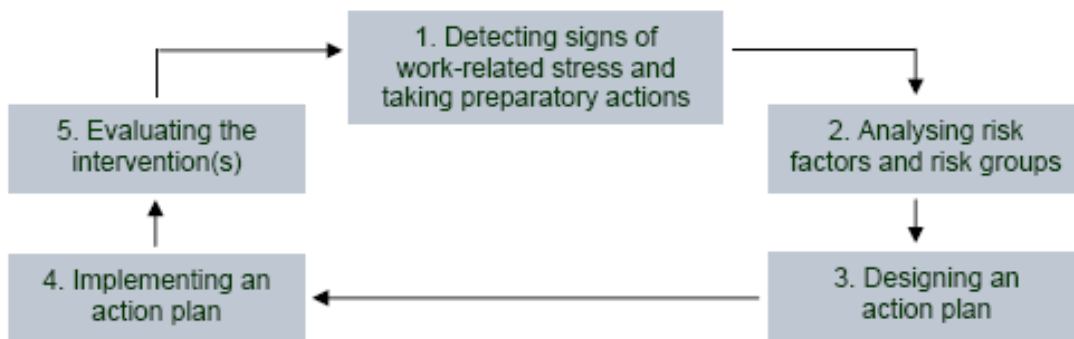 1. Detecting signs of
work-related stress and
taking preparatory actions
2. Analysing risk
factors and risk groups
3. Designing an
action plan
4. Implementing an
action plan
5. Evaluating the
intervention(s)